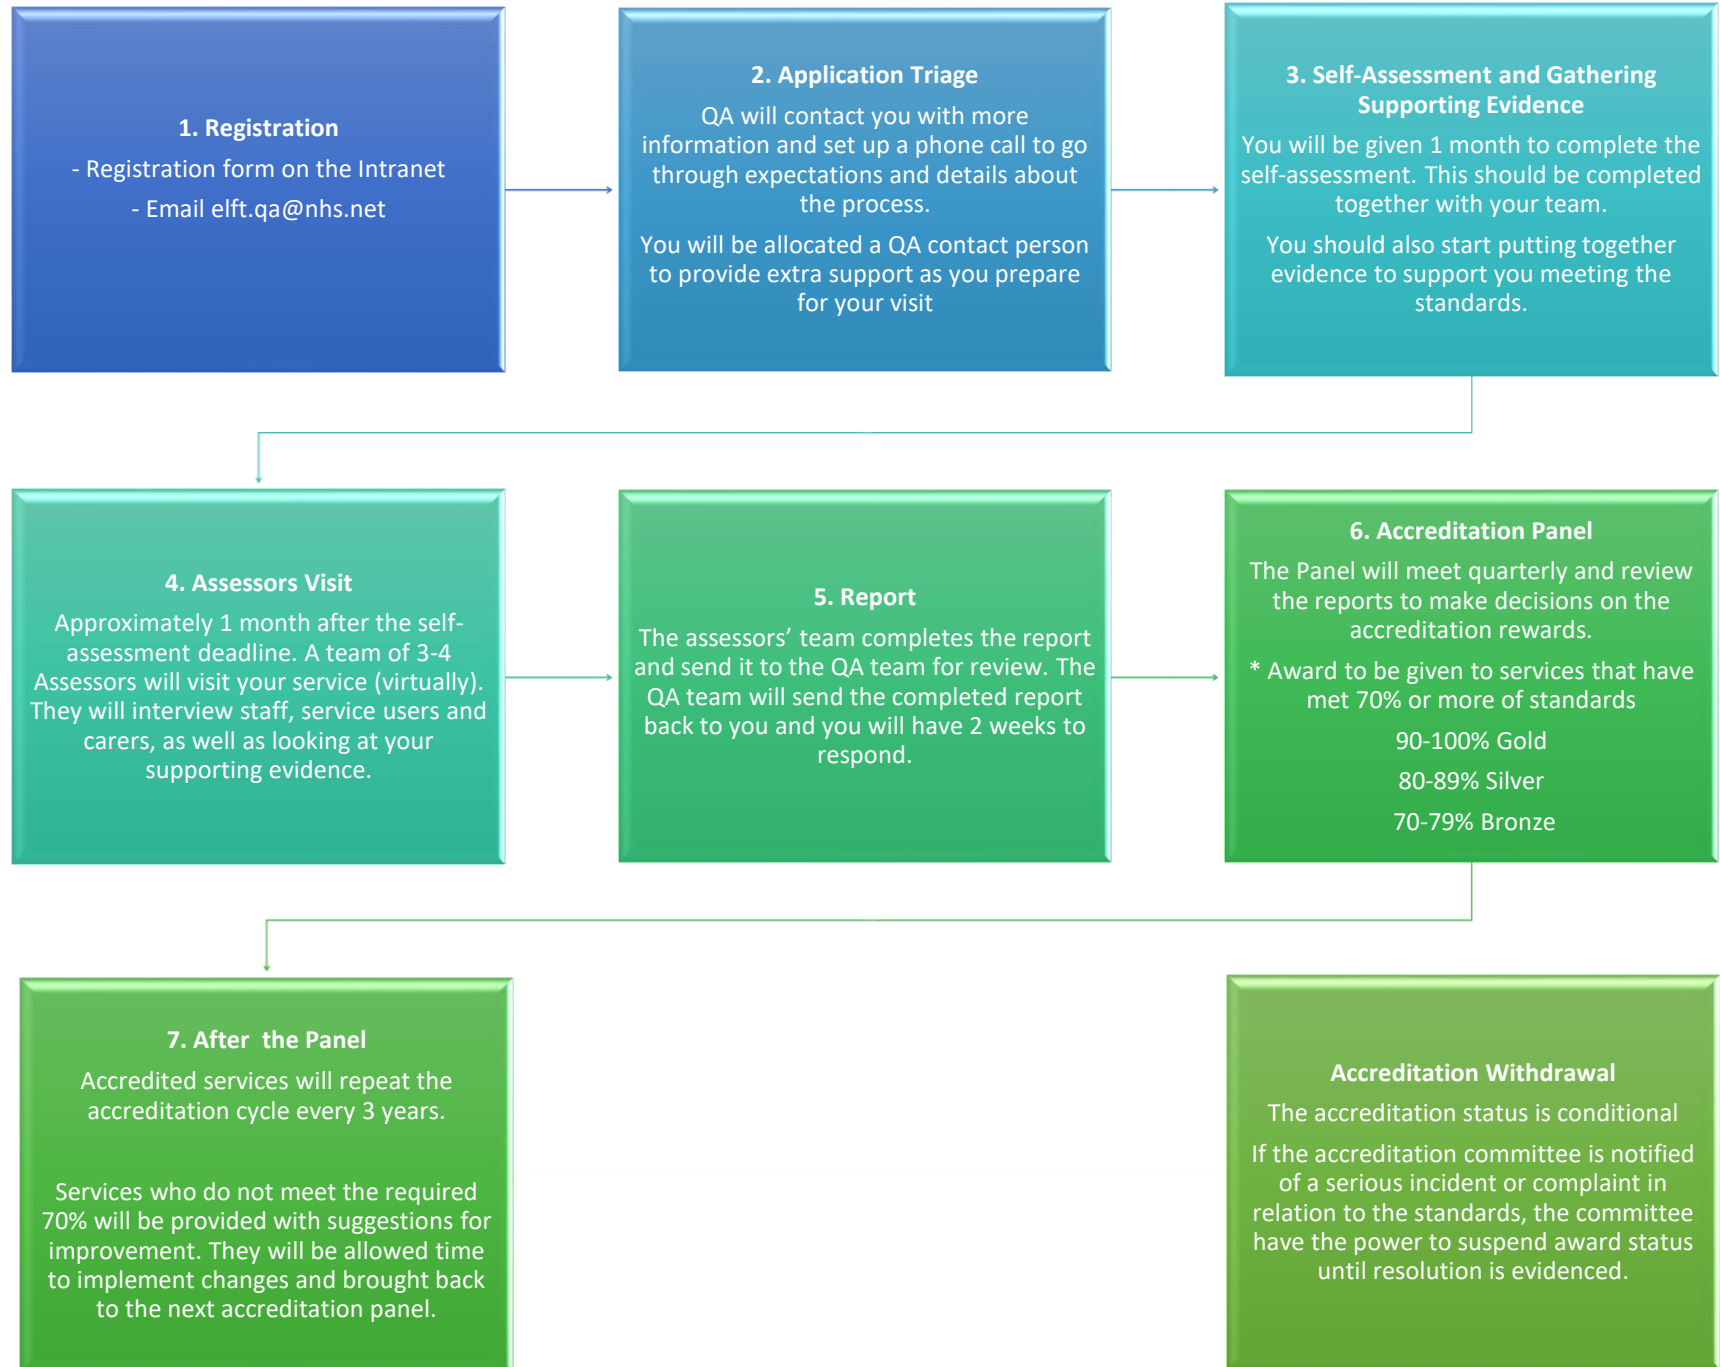 1. Registration
- Registration form on the Intranet
- Email elft.qa@nhs.net
2. Application Triage
QA will contact you with more
information and set up a phone call to go
through expectations and details about
the process.
You will be allocated a QA contact person
to provide extra support as you prepare
for your visit
3. Self-Assessment and Gathering
Supporting Evidence
You will be given 1 month to complete the
self-assessment. This should be completed
together with your team.
You should also start putting together
evidence to support you meeting the
standards.
4. Assessors Visit
Approximately 1 month after the self-
assessment deadline. A team of 3-4
Assessors will visit your service (virtually).
They will interview staff, service users and
carers, as well as looking at your
supporting evidence.
5. Report
The assessors’ team completes the report
and send it to the QA team for review. The
QA team will send the completed report
back to you and you will have 2 weeks to
respond.
6. Accreditation Panel
The Panel will meet quarterly and review
the reports to make decisions on the
accreditation rewards.
* Award to be given to services that have
met 70% or more of standards
90-100% Gold
80-89% Silver
70-79% Bronze
7. After the Panel
Accredited services will repeat the
accreditation cycle every 3 years.
Services who do not meet the required
70% will be provided with suggestions for
improvement. They will be allowed time
to implement changes and brought back
to the next accreditation panel.
Accreditation Withdrawal
The accreditation status is conditional
If the accreditation committee is notified
of a serious incident or complaint in
relation to the standards, the committee
have the power to suspend award status
until resolution is evidenced.